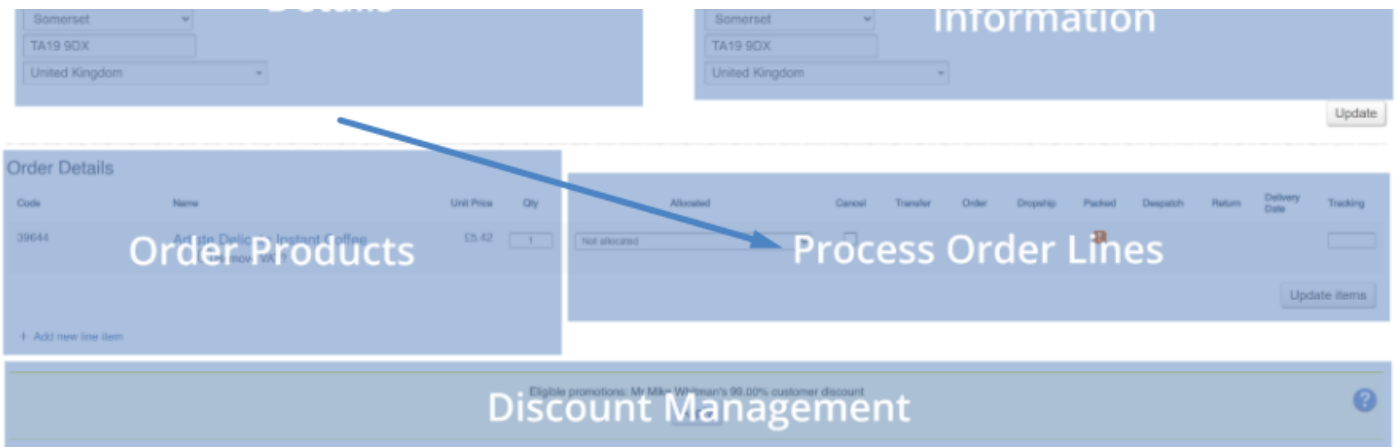 Details
Information
Somerset
Somerset
TA19 9DX
TA19 9DX
United Kingdom
United Kingdom
Update
Order Details
Code Name Unit Price Qty
Allocated Cancel Transfer Order Dropship Packed Despatch Return Delivery Date Tracking
39644 Delicate Instant Coffee £5.42 1
Not allocated
Order Products
Process Order Lines
Update items
+ Add new line item
Eligible promotions: Mr Mike Whitman's 99.00% customer discount
Discount Management
?